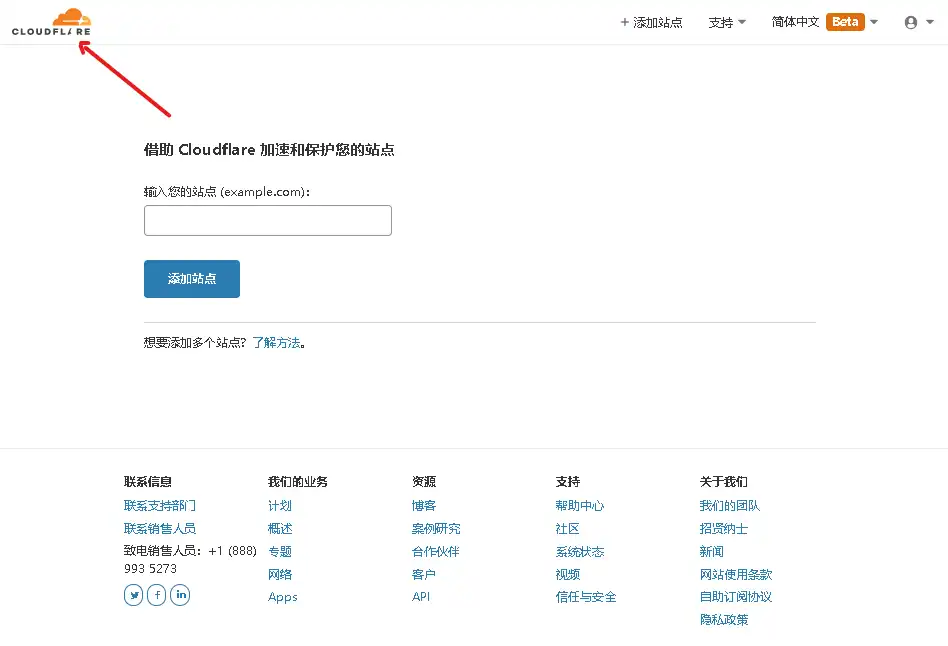 CLOUDFLARE
+ 添加站点 支持 简体中文 Beta
借助 Cloudflare 加速和保护您的站点
输入您的站点 (example.com):
添加站点
想要添加多个站点? 了解方法。
联系信息
联系支持部门
联系销售人员
致电销售人员: +1 (888)
993 5273
我们的业务
计划
概述
专题
网络
Apps
资源
博客
案例研究
合作伙伴
客户
API
支持
帮助中心
社区
系统状态
视频
信任与安全
关于我们
我们的团队
招贤纳士
新闻
网站使用条款
自助订阅协议
隐私政策